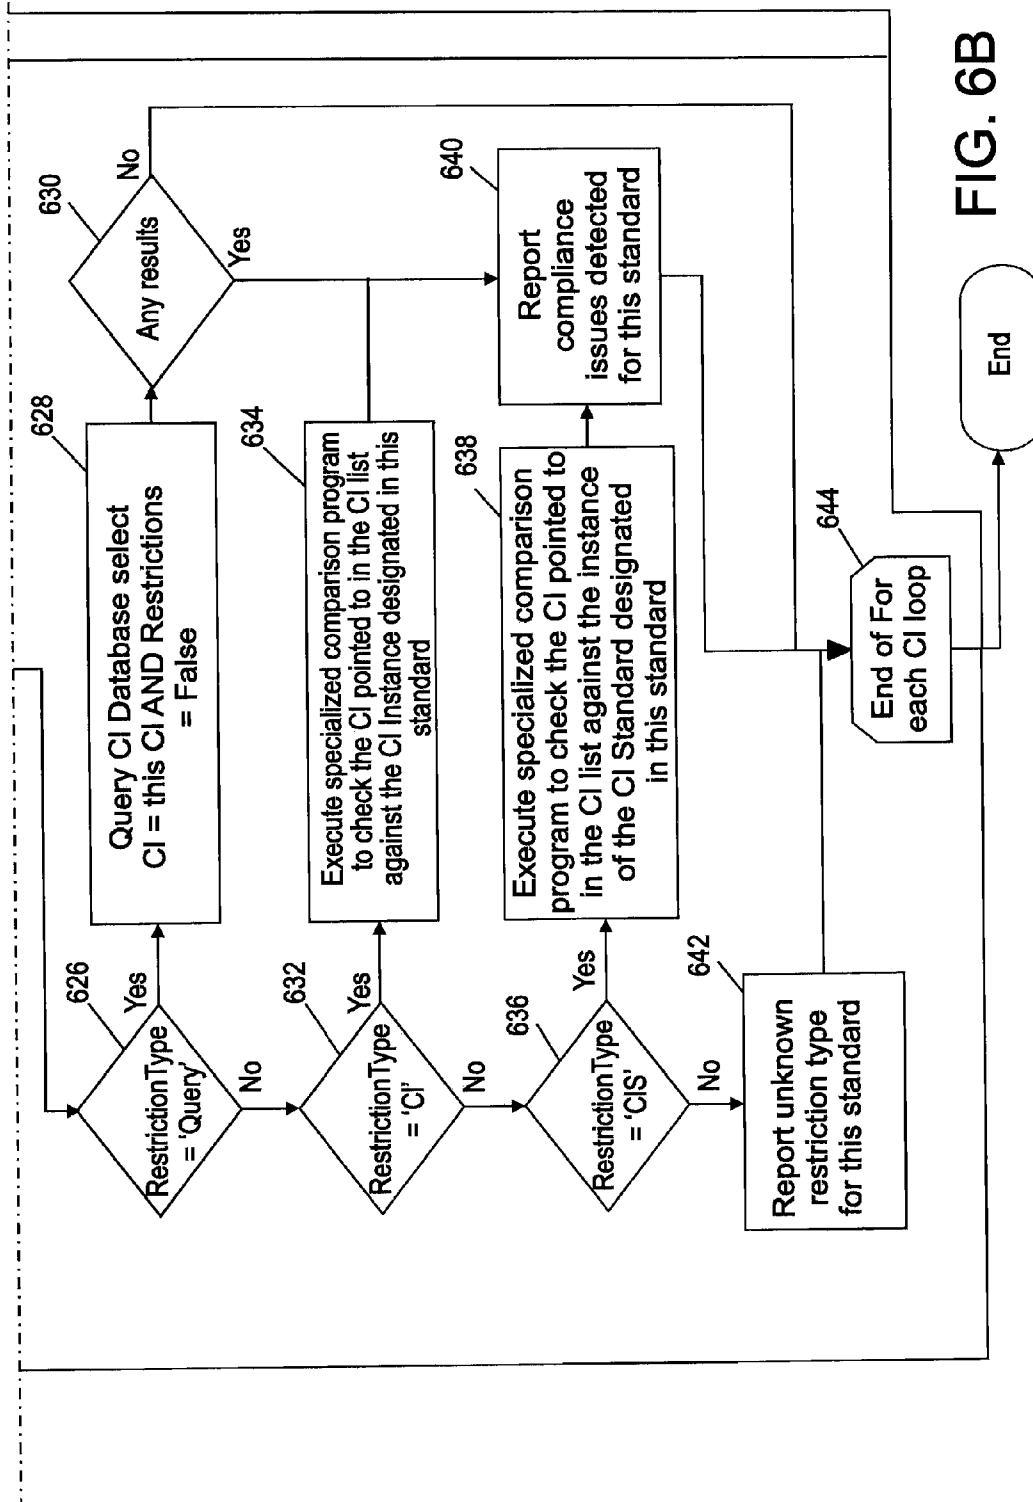 626
RestrictionType
= 'Query'
Yes
No
628
Query CI Database select
CI = this CI AND Restrictions
= False
630
Any results
No
Yes
632
RestrictionType
= 'CI'
Yes
No
634
Execute specialized comparison program
to check the CI pointed to in the CI list
against the CI Instance designated in this
standard
636
RestrictionType
= 'CIS'
Yes
No
638
Execute specialized comparison
program to check the CI pointed to
in the CI list against the instance
of the CI Standard designated
in this standard
640
Report
compliance
issues detected
for this standard
642
Report unknown
restriction type
for this standard
644
End of For
each CI loop
End
FIG. 6B